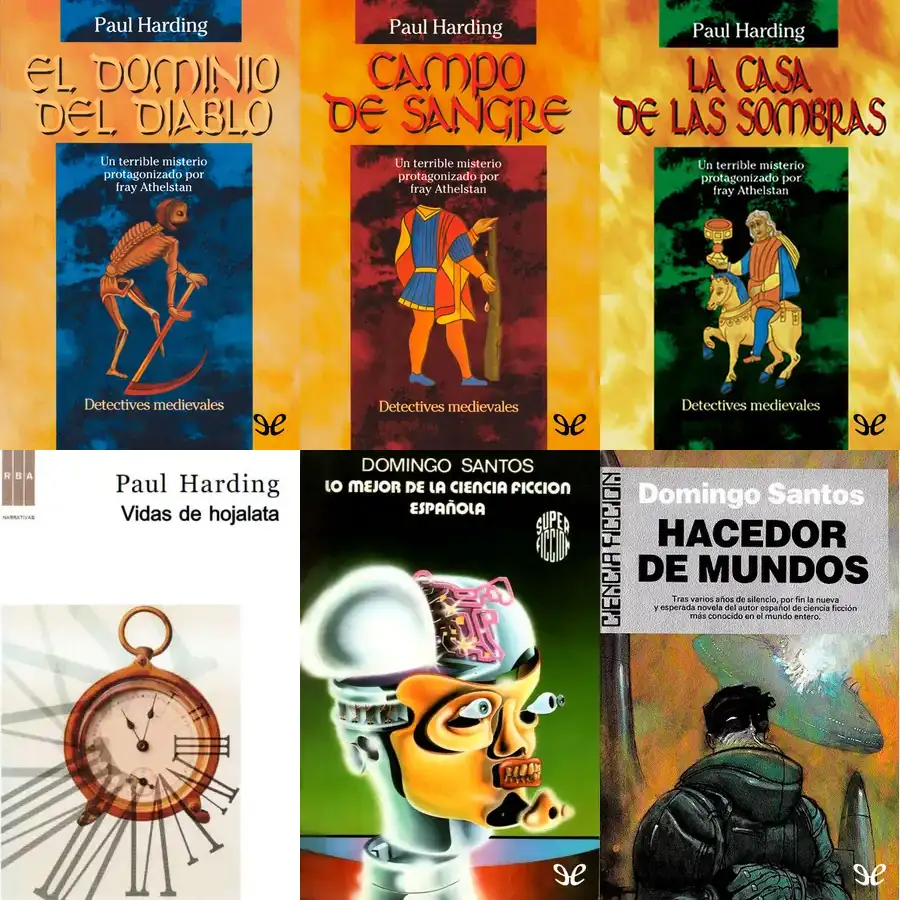 Paul Harding
EL DOMINIO
DEL DIABLO
Un terrible misterio
protagonizado por
fray Athelstan
Detectives medievales
Paul Harding
CAMPO
DE SANGRE
Un terrible misterio
protagonizado por
fray Athelstan
Detectives medievales
Paul Harding
LA CASA
DE LAS SOMBRAS
Un terrible misterio
protagonizado por
fray Athelstan
Detectives medievales
RBA
NARRATIVAS
Paul Harding
Vidas de hojalata
DOMINGO SANTOS
LO MEJOR DE LA CIENCIA FICCION
ESPAÑOLA
SUPER
FICCION
CIENCIA FICCION
Domingo Santos
HACEDOR
DE MUNDOS
Tras varios años de silencio, por fin la nueva
y esperada novela del autor español de ciencia ficción
más conocido en el mundo entero.